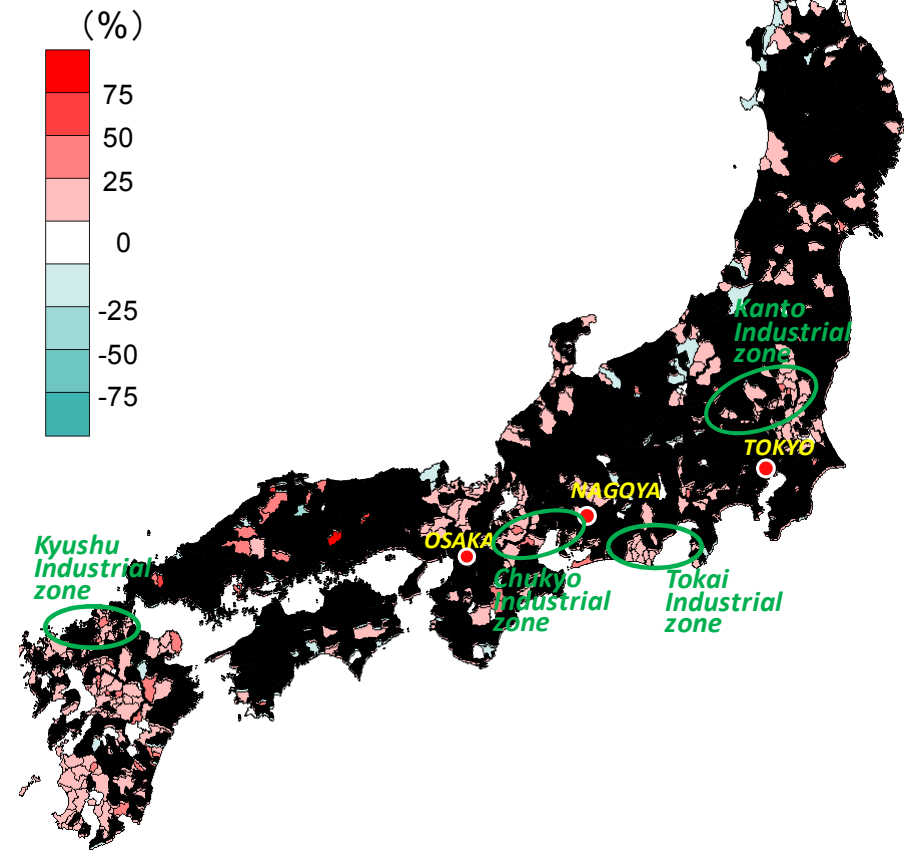 (%)
75
50
25
0
-25
-50
-75
Kanto
Industrial
zone
TOKYO
NAGQYA
OSAKA
Kyushu
Industrial
zone
Chukyo
Industrial
zone
Tokai
Industrial
zone